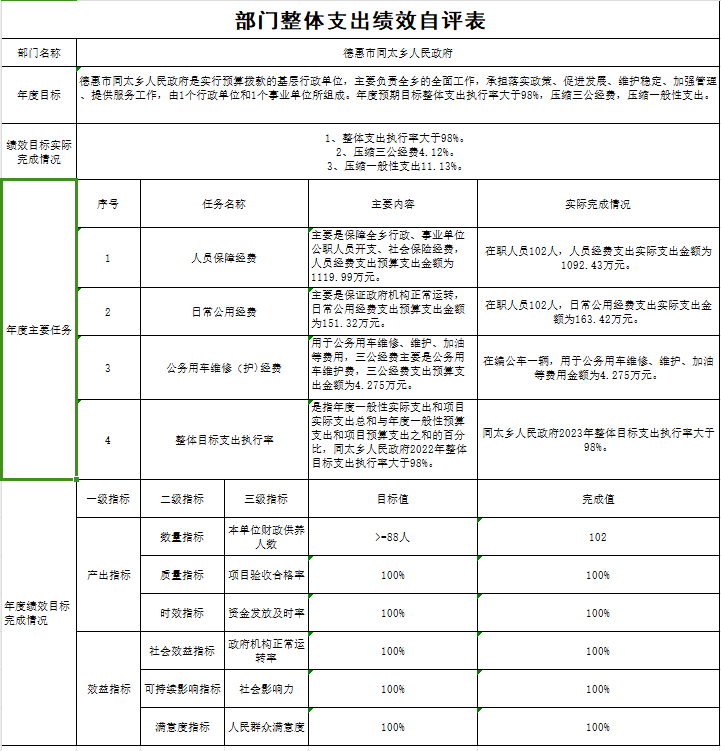 部门整体支出绩效自评表
部门名称
德惠市同太乡人民政府
年度目标
德惠市同太乡人民政府是实行预算拨款的基层行政单位，主要负责全乡的全面工作，承担落实政策、促进发展、维护稳定、加强管理
、提供服务工作，由1个行政单位和1个事业单位所组成。年度预期目标整体支出执行率大于98%，压缩三公经费，压缩一般性支出。
绩效目标实际
完成情况
1、整体支出执行率大于98%。
2、压缩三公经费4.12%。
3、压缩一般性支出11.13%。
年度主要任务
序号
任务名称
主要内容
实际完成情况
1
人员保障经费
主要是保障全乡行政、事业单位
公职人员开支、社会保险经费，
人员经费支出预算支出金额为
1119.99万元。
在职人员102人，人员经费支出实际支出金额为
1092.43万元。
2
日常公用经费
主要是保证政府机构正常运转，
日常公用经费支出预算支出金额
为151.32万元。
在职人员102人，日常公用经费支出实际支出金
额为163.42万元。
3
公务用车维修（护)经费
用于公务用车维修、维护、加油
等费用，三公经费主要是公务用
车维护费，三公经费支出预算支
出金额为4.275万元。
在编公车一辆，用于公务用车维修、维护、加油
等费用金额为4.275万元。
4
整体目标支出执行率
是指年度一般性实际支出和项目
实际支出总和与年度一般性预算
支出和项目预算支出之和的百分
比，同太乡人民政府2022年整体
目标支出执行率大于98%。
同太乡人民政府2023年整体目标支出执行率大于
98%。
年度绩效目标
完成情况
一级指标
二级指标
三级指标
目标值
完成值
产出指标
数量指标
本单位财政供养
人数
>=88人
102
质量指标
项目验收合格率
100%
100%
时效指标
资金发放及时率
100%
100%
效益指标
社会效益指标
政府机构正常运
转率
100%
100%
可持续影响指标
社会影响力
100%
100%
满意度指标
人民群众满意度
100%
100%